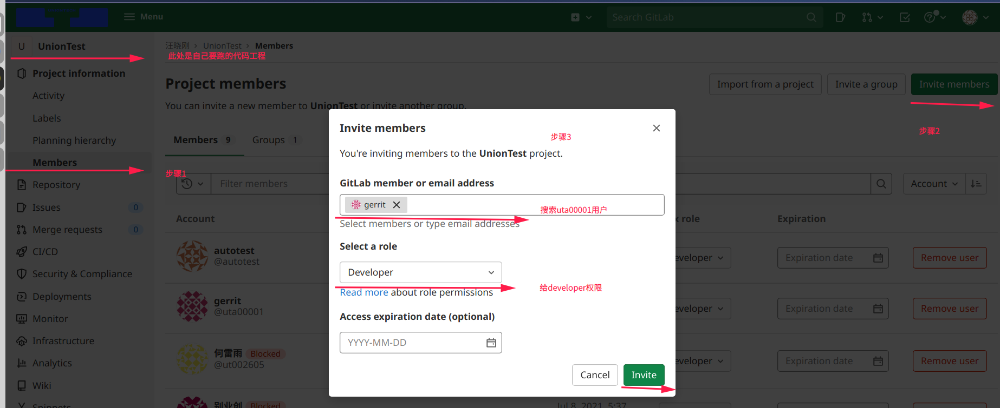 Menu
Search GitLab
U UnionTest
汪晓刚 > UnionTest > Members
此处是自己要跑的代码工程
Project information
Activity
Labels
Planning hierarchy
Members
Repository
Issues 0
Merge requests 0
CI/CD
Security & Compliance
Deployments
Monitor
Infrastructure
Analytics
Wiki
Snippets
Project members
Import from a project
Invite a group
Invite members
You can invite a new member to UnionTest or invite another group.
步骤2
Members 9
Groups 1
步骤1
Filter members
Account
Account
x role
Expiration
autotest
@autotest
eveloper
Expiration date
Remove user
gerrit
@uta00001
eveloper
Expiration date
Remove user
何雷雨 Blocked
@ut002605
eveloper
Expiration date
Remove user
别业创 Blocked
Jul 8, 2021, 5:37
Invite members
步骤3
You're inviting members to the UnionTest project.
GitLab member or email address
gerrit
搜索uta00001用户
Select members or type email addresses
Select a role
Developer
给developer权限
Read more about role permissions
Access expiration date (optional)
YYYY-MM-DD
Cancel
Invite